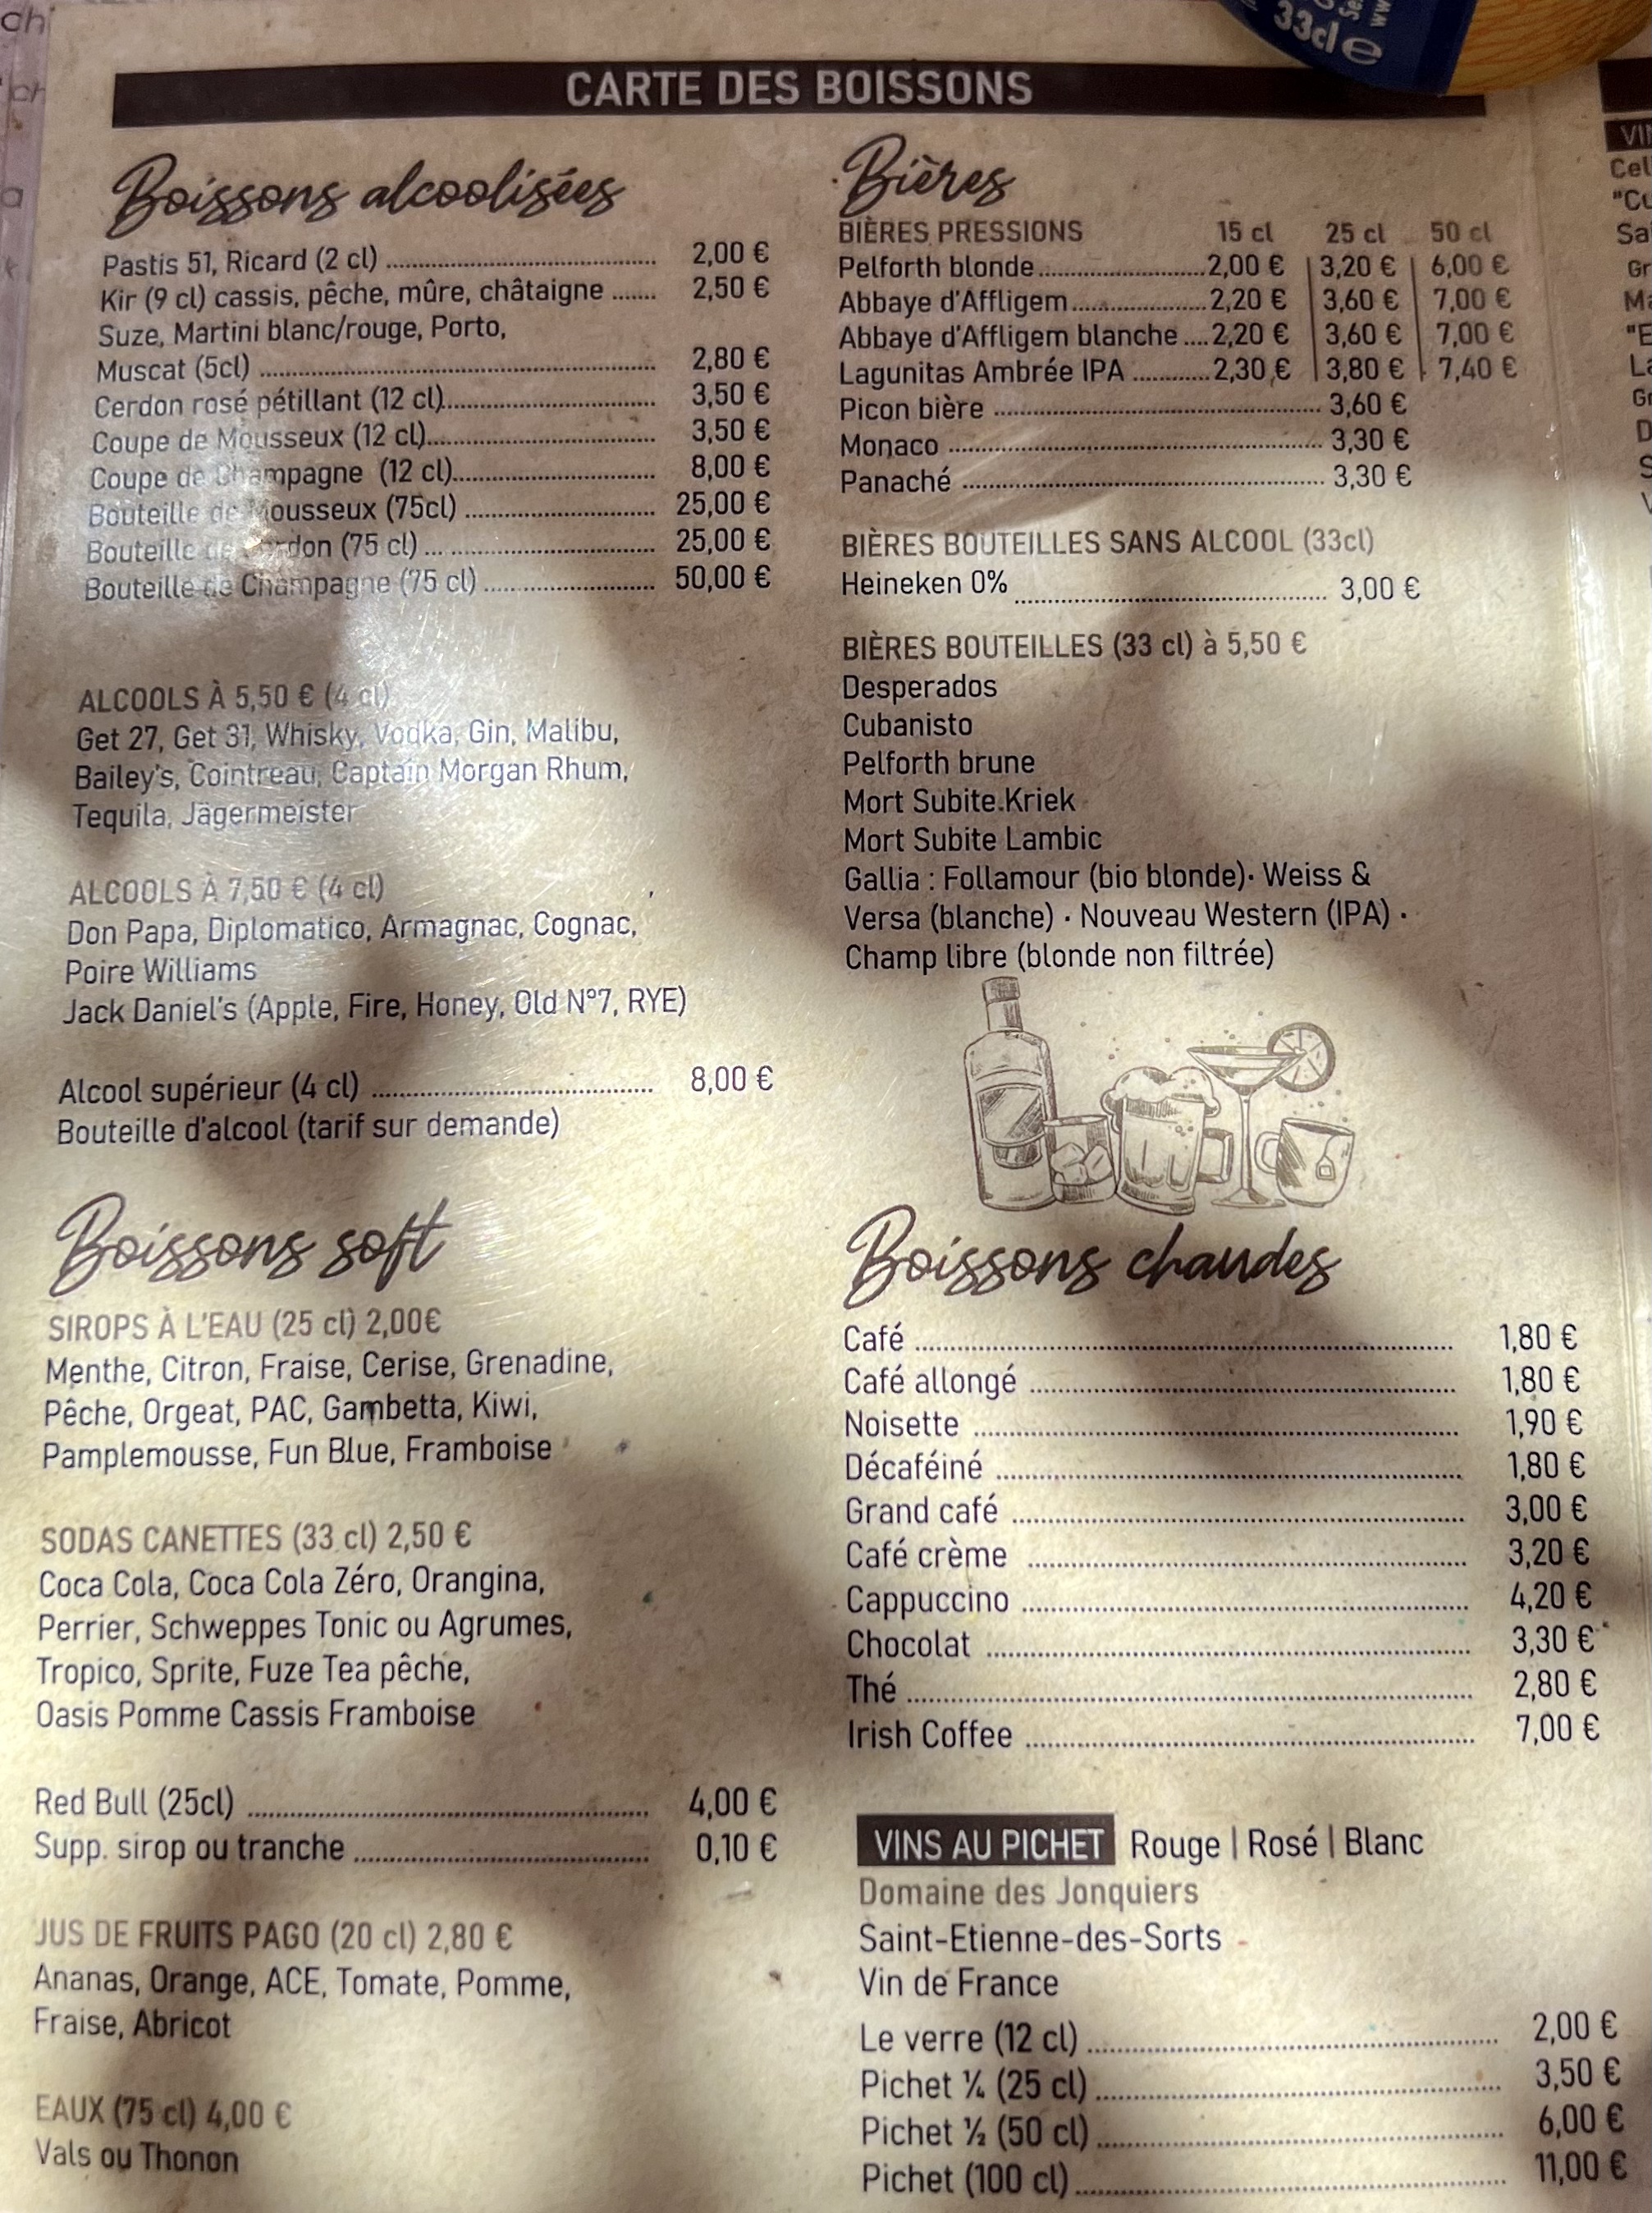 CARTE DES BOISSONS
Boissons alcoolisées
Pastis 51, Ricard (2 cl) ........ 2,00 €
Kir (9 cl) cassis, pêche, mûre, châtaigne ....... 2,50 €
Suze, Martini blanc/rouge, Porto,
Muscat (5cl) ........ 2,80 €
Cerdon rosé pétillant (12 cl)........ 3,50 €
Coupe de Mousseux (12 cl)........ 3,50 €
Coupe de Champagne (12 cl)........ 8,00 €
Bouteille de Mousseux (75cl) ........ 25,00 €
Bouteille de Cerdon (75 cl) ........ 25,00 €
Bouteille de Champagne (75 cl) ........ 50,00 €
ALCOOLS À 5,50 € (4 cl)
Get 27, Get 31, Whisky, Vodka, Gin, Malibu,
Bailey's, Cointreau, Captain Morgan Rhum,
Tequila, Jägermeister
ALCOOLS À 7,50 € (4 cl)
Don Papa, Diplomatico, Armagnac, Cognac,
Poire Williams
Jack Daniel's (Apple, Fire, Honey, Old N°7, RYE)
Alcool supérieur (4 cl) ........ 8,00 €
Bouteille d'alcool (tarif sur demande)
Boissons soft
SIROPS À L'EAU (25 cl) 2,00€
Menthe, Citron, Fraise, Cerise, Grenadine,
Pêche, Orgeat, PAC, Gambetta, Kiwi,
Pamplemousse, Fun Blue, Framboise
SODAS CANETTES (33 cl) 2,50 €
Coca Cola, Coca Cola Zéro, Orangina,
Perrier, Schweppes Tonic ou Agrumes,
Tropico, Sprite, Fuze Tea pêche,
Oasis Pomme Cassis Framboise
Red Bull (25cl) ........ 4,00 €
Supp. sirop ou tranche ........ 0,10 €
JUS DE FRUITS PAGO (20 cl) 2,80 €
Ananas, Orange, ACE, Tomate, Pomme,
Fraise, Abricot
EAUX (75 cl) 4,00 €
Vals ou Thonon
Bières
BIÈRES PRESSIONS 15 cl 25 cl 50 cl
Pelforth blonde........ 2,00 € | 3,20 € | 6,00 €
Abbaye d'Affligem........ 2,20 € | 3,60 € | 7,00 €
Abbaye d'Affligem blanche .... 2,20 € | 3,60 € | 7,00 €
Lagunitas Ambrée IPA ........ 2,30 € | 3,80 € | 7,40 €
Picon bière ........ 3,60 €
Monaco ........ 3,30 €
Panaché ........ 3,30 €
BIÈRES BOUTEILLES SANS ALCOOL (33cl)
Heineken 0% ........ 3,00 €
BIÈRES BOUTEILLES (33 cl) à 5,50 €
Desperados
Cubanisto
Pelforth brune
Mort Subite Kriek
Mort Subite Lambic
Gallia : Follamour (bio blonde)· Weiss &
Versa (blanche) · Nouveau Western (IPA) ·
Champ libre (blonde non filtrée)
Boissons chaudes
Café ........ 1,80 €
Café allongé ........ 1,80 €
Noisette ........ 1,90 €
Décaféiné ........ 1,80 €
Grand café ........ 3,00 €
Café crème ........ 3,20 €
Cappuccino ........ 4,20 €
Chocolat ........ 3,30 €
Thé ........ 2,80 €
Irish Coffee ........ 7,00 €
VINS AU PICHET Rouge | Rosé | Blanc
Domaine des Jonquiers
Saint-Etienne-des-Sorts
Vin de France
Le verre (12 cl) ........ 2,00 €
Pichet ¼ (25 cl) ........ 3,50 €
Pichet ½ (50 cl) ........ 6,00 €
Pichet (100 cl) ........ 11,00 €
33cl e